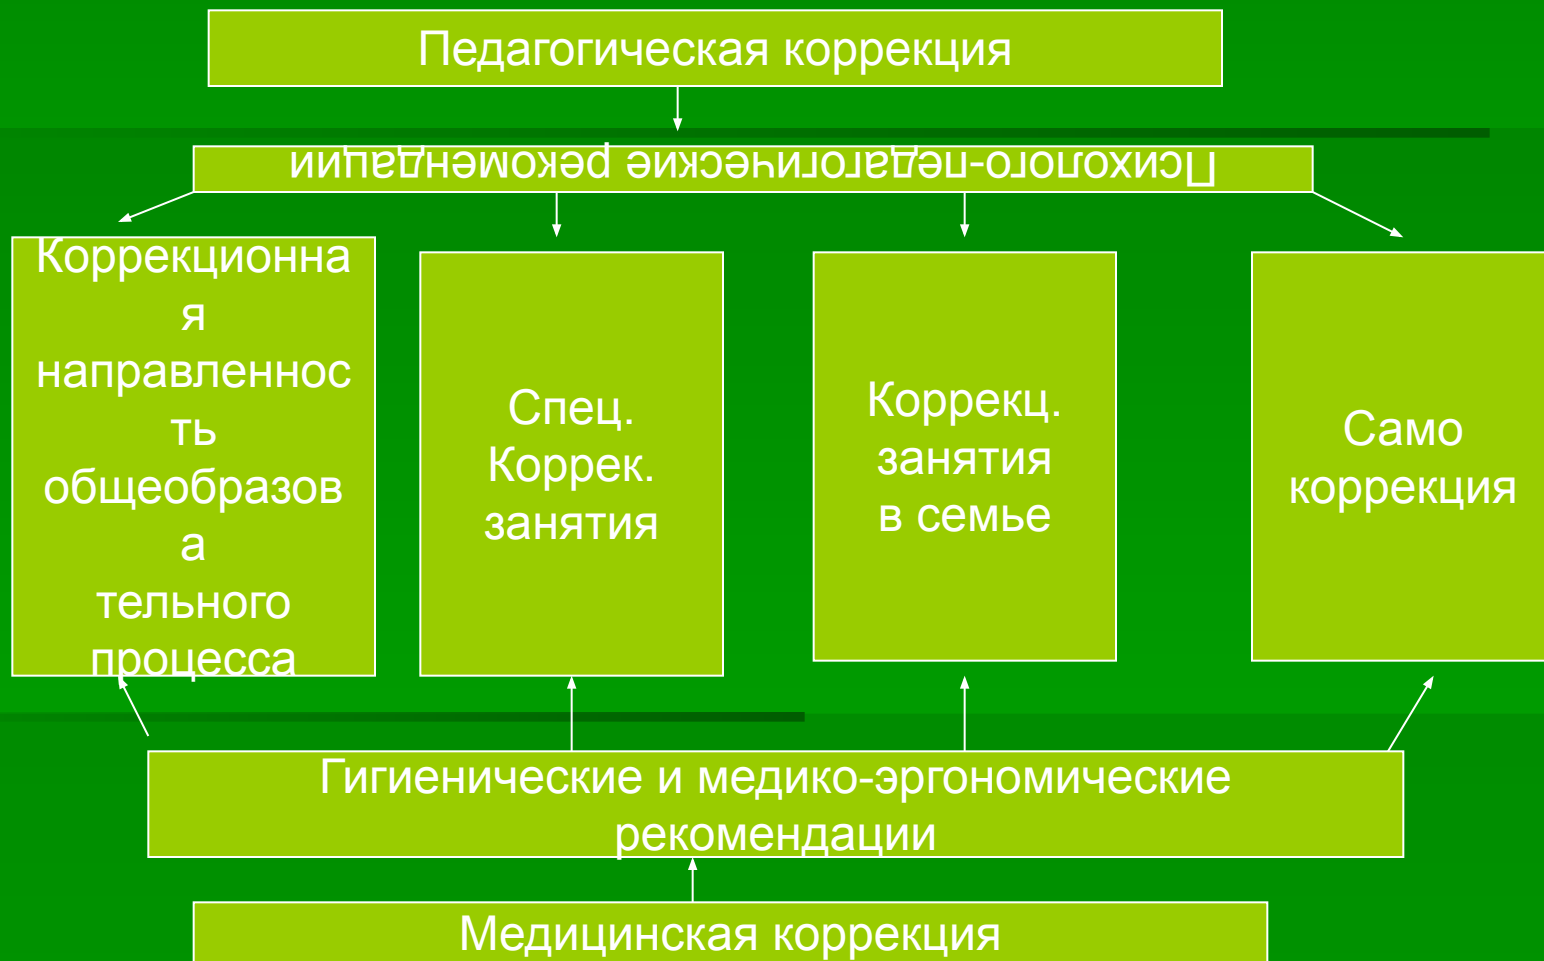 Педагогическая коррекция
Психолого-педагогические рекомендации
Коррекционна
я
направленнос
ть
общеобразов
а
тельного
процесса
Спец.
Коррек.
занятия
Коррекц.
занятия
в семье
Само
коррекция
Гигиенические и медико-эргономические
рекомендации
Медицинская коррекция